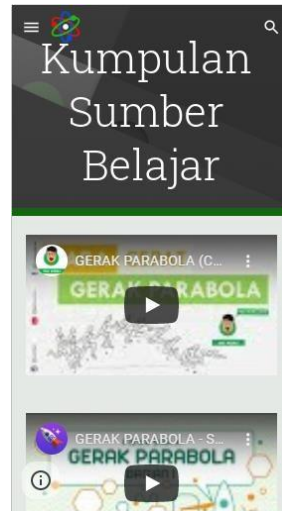 Kumpulan
Sumber
Belajar
GERAK PARABOLA (C...
GERAK PARABOLA
GERAK PARABOLA - S...
GERAK PARABOLA